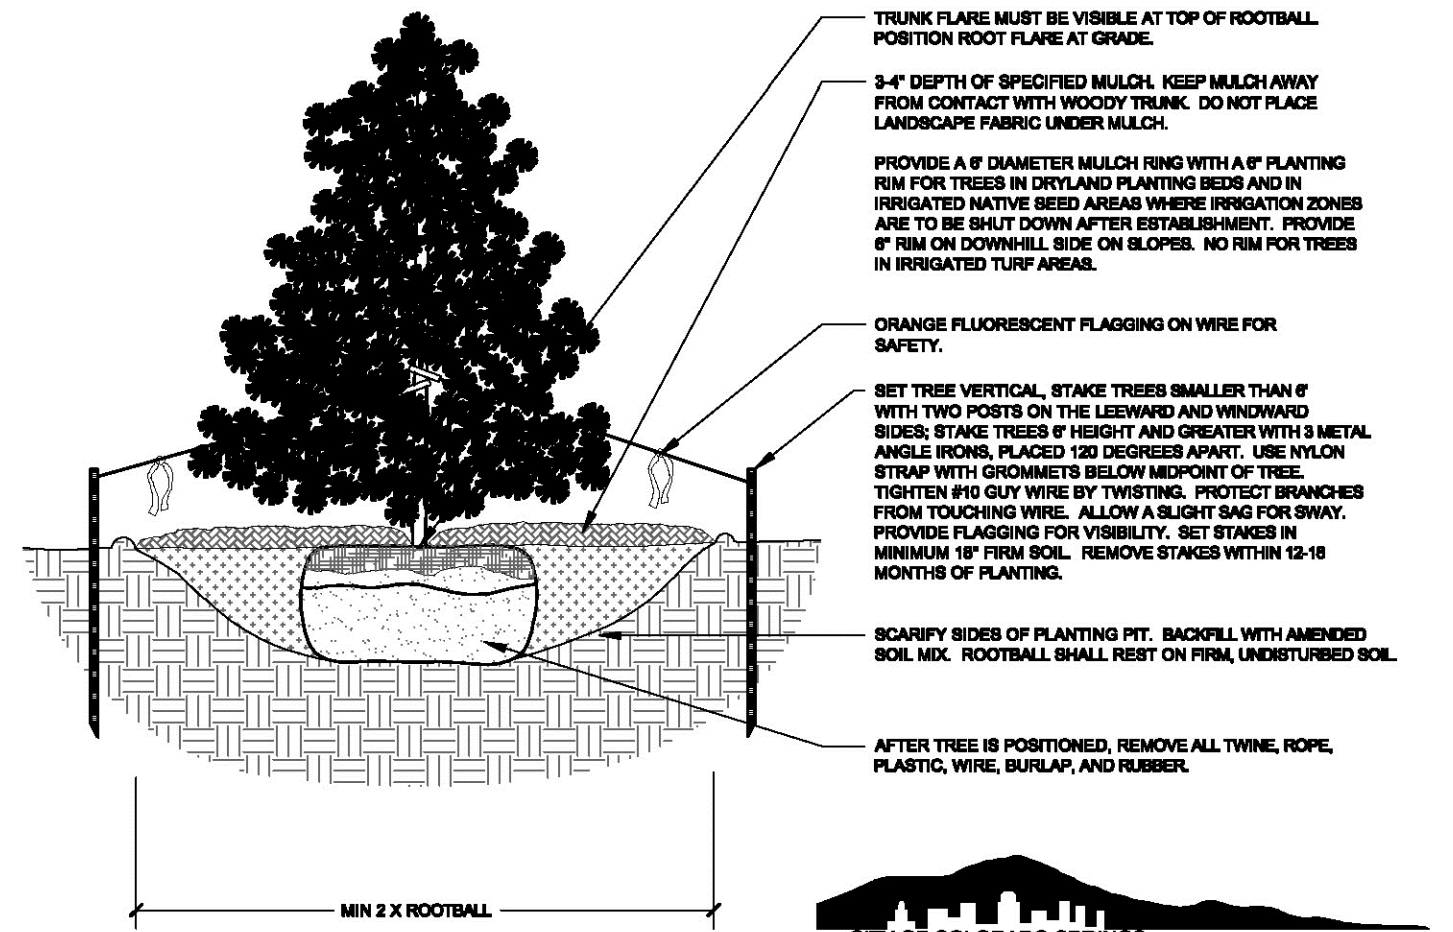 TRUNK FLARE MUST BE VISIBLE AT TOP OF ROOTBALL
POSITION ROOT FLARE AT GRADE.
3-4" DEPTH OF SPECIFIED MULCH. KEEP MULCH AWAY
FROM CONTACT WITH WOODY TRUNK. DO NOT PLACE
LANDSCAPE FABRIC UNDER MULCH.
PROVIDE A 6' DIAMETER MULCH RING WITH A 6" PLANTING
RIM FOR TREES IN DRYLAND PLANTING BEDS AND IN
IRRIGATED NATIVE SEED AREAS WHERE IRRIGATION ZONES
ARE TO BE SHUT DOWN AFTER ESTABLISHMENT. PROVIDE
6" RIM ON DOWNHILL SIDE ON SLOPES. NO RIM FOR TREES
IN IRRIGATED TURF AREAS.
ORANGE FLUORESCENT FLAGGING ON WIRE FOR
SAFETY.
SET TREE VERTICAL, STAKE TREES SMALLER THAN 6'
WITH TWO POSTS ON THE LEEWARD AND WINDWARD
SIDES; STAKE TREES 6' HEIGHT AND GREATER WITH 3 METAL
ANGLE IRONS, PLACED 120 DEGREES APART. USE NYLON
STRAP WITH GROMMETS BELOW MIDPOINT OF TREE.
TIGHTEN #10 GUY WIRE BY TWISTING. PROTECT BRANCHES
FROM TOUCHING WIRE. ALLOW A SLIGHT SAG FOR SWAY.
PROVIDE FLAGGING FOR VISIBILITY. SET STAKES IN
MINIMUM 18" FIRM SOIL. REMOVE STAKES WITHIN 12-18
MONTHS OF PLANTING.
SCARIFY SIDES OF PLANTING PIT. BACKFILL WITH AMENDED
SOIL MIX. ROOTBALL SHALL REST ON FIRM, UNDISTURBED SOIL
AFTER TREE IS POSITIONED, REMOVE ALL TWINE, ROPE,
PLASTIC, WIRE, BURLAP, AND RUBBER.
MIN 2 X ROOTBALL